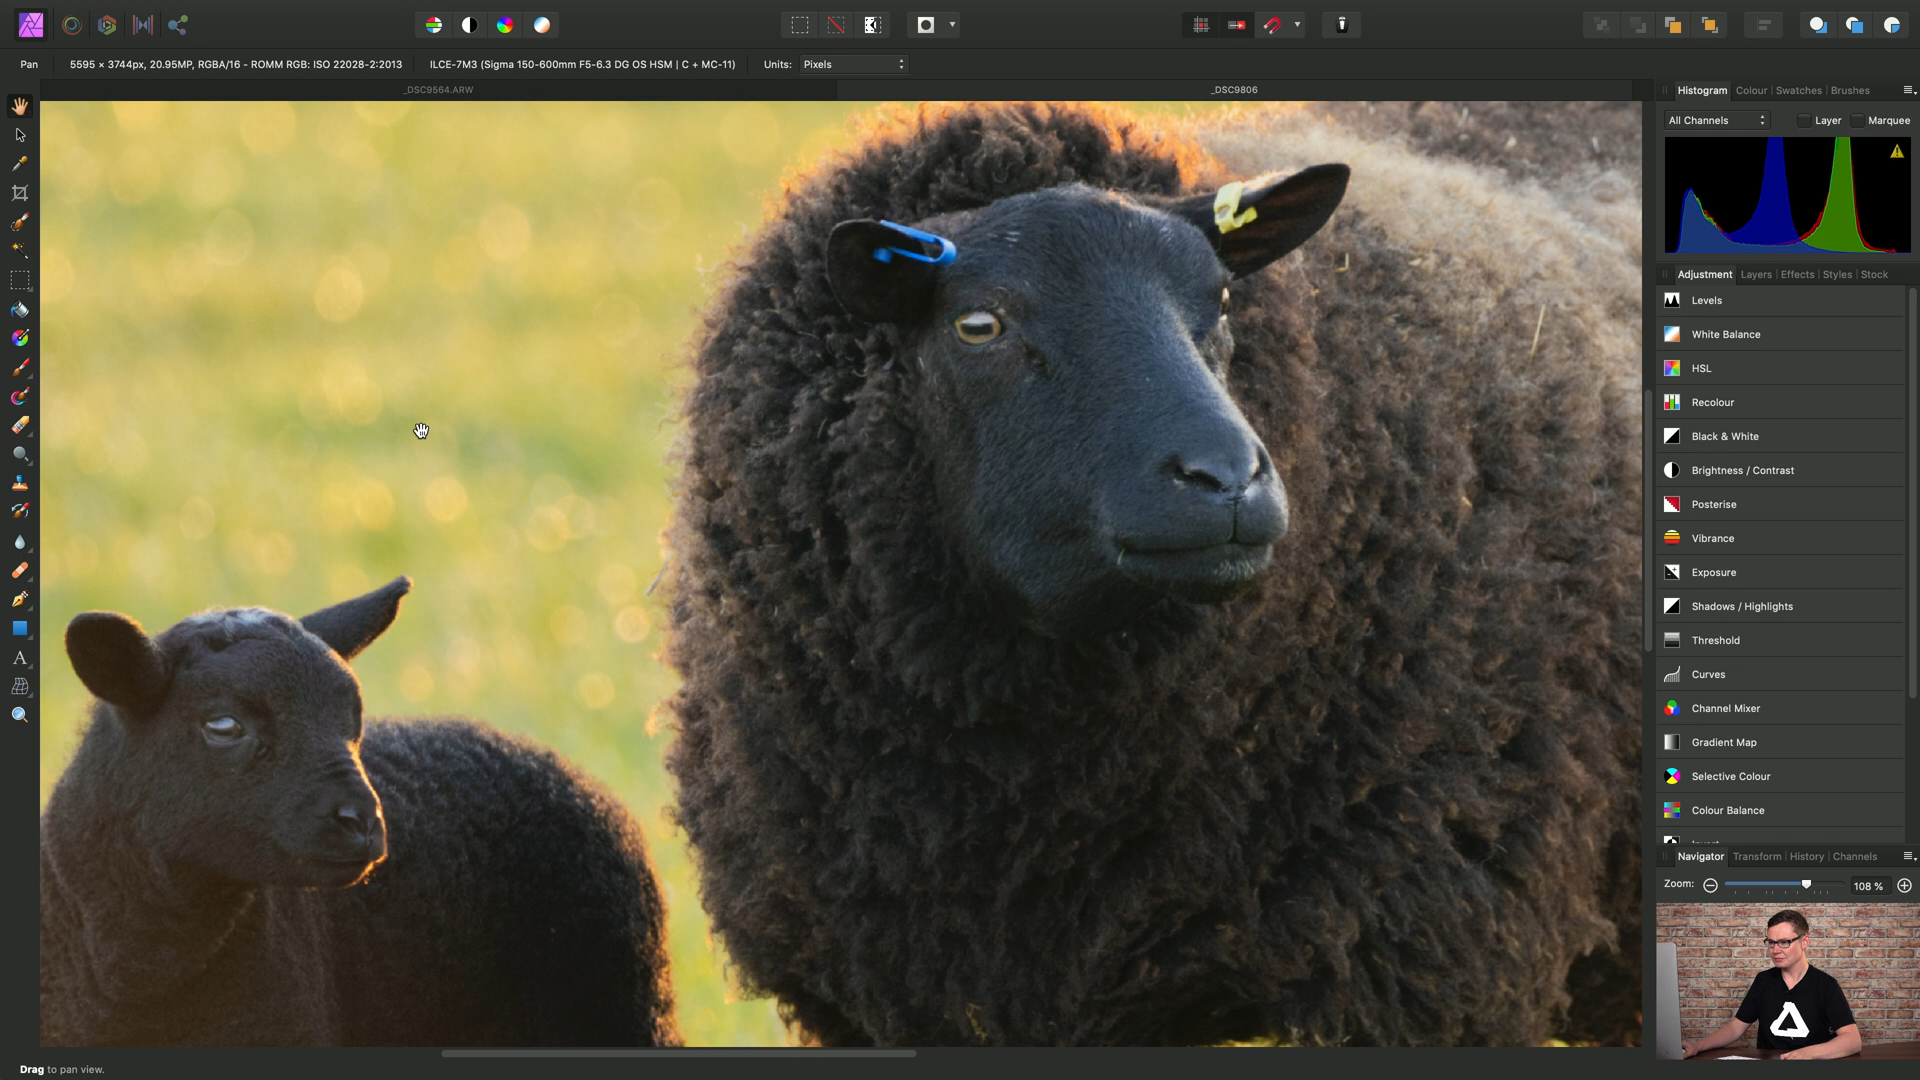 Pan
5595 × 3744px, 20.95MP, RGBA/16 - ROMM RGB: ISO 22028-2:2013
ILCE-7M3 (Sigma 150-600mm F5-6.3 DG OS HSM | C + MC-11)
Units:
Pixels
_DSC9564.ARW
_DSC9806
Histogram
Colour
Swatches
Brushes
All Channels
Layer
Marquee
Adjustment
Layers
Effects
Styles
Stock
Levels
White Balance
HSL
Recolour
Black & White
Brightness / Contrast
Posterise
Vibrance
Exposure
Shadows / Highlights
Threshold
Curves
Channel Mixer
Gradient Map
Selective Colour
Colour Balance
Navigator
Transform
History
Channels
Zoom:
108 %
Drag to pan view.